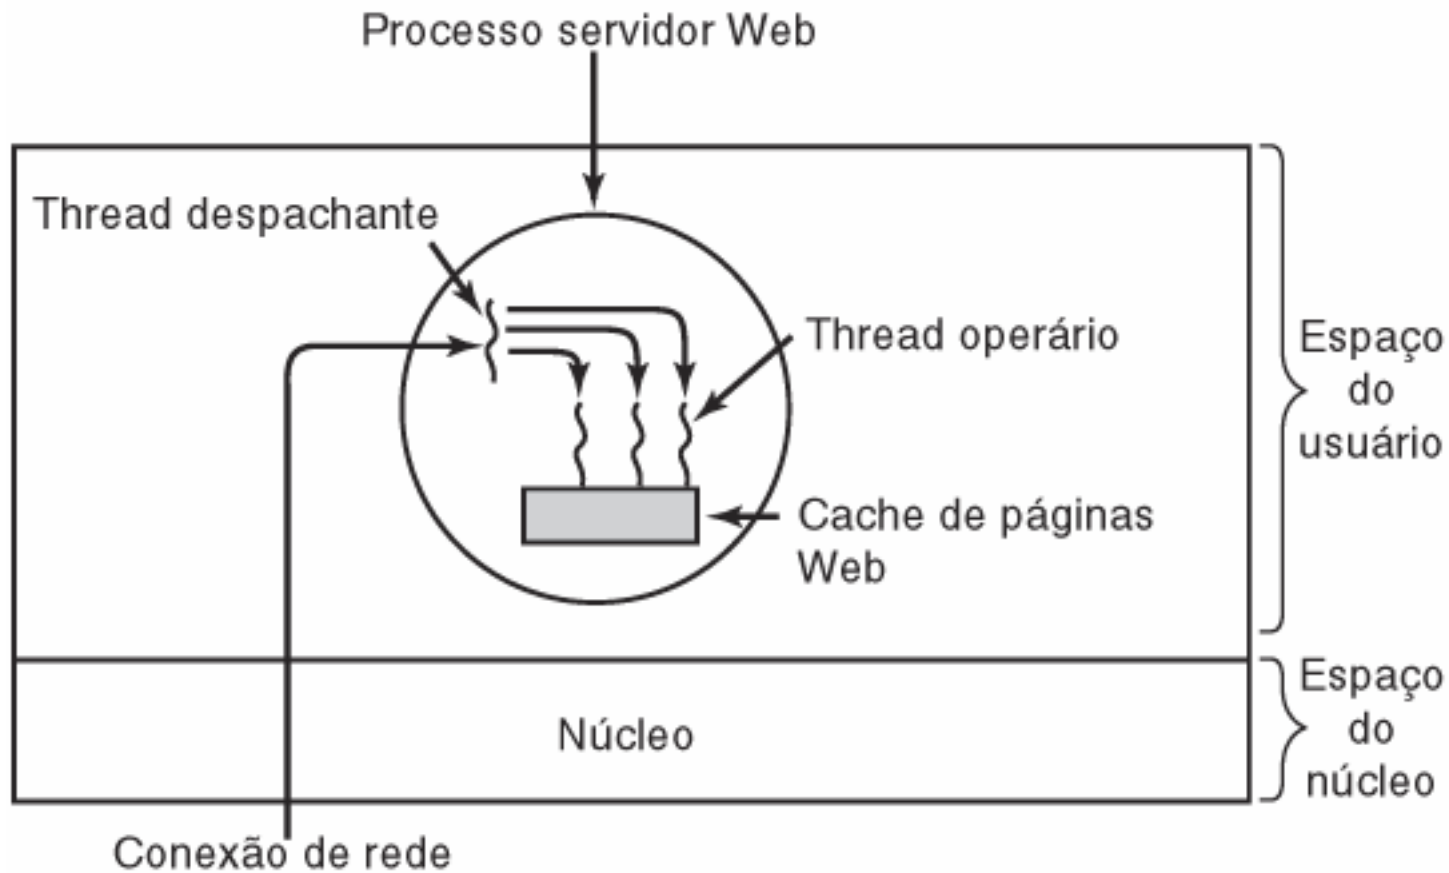 Processo servidor Web
Thread despachante
Thread operário
Cache de páginas
Web
Espaço
do
usuário
Núcleo
Espaço
do
núcleo
Conexão de rede